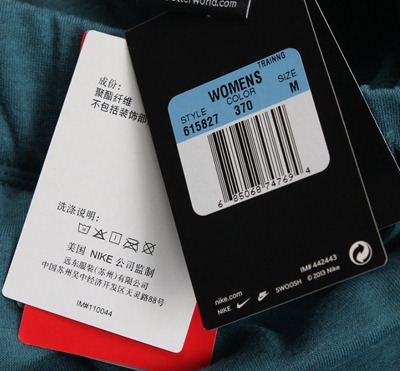 成份:
聚酯纤维
不包括装饰部
洗涤说明:
美国 NIKE 公司监制
远东服装(苏州)有限公司
中国苏州吴中经济开发区天灵路88号
IM#110044
TRAINNG
WOMENS
SIZE
STYLE
COLOR
M
615827
370
6 85068 74769 4
IM# 442443
© 2013 Nike
nike.com
NIKE
SWOOSH